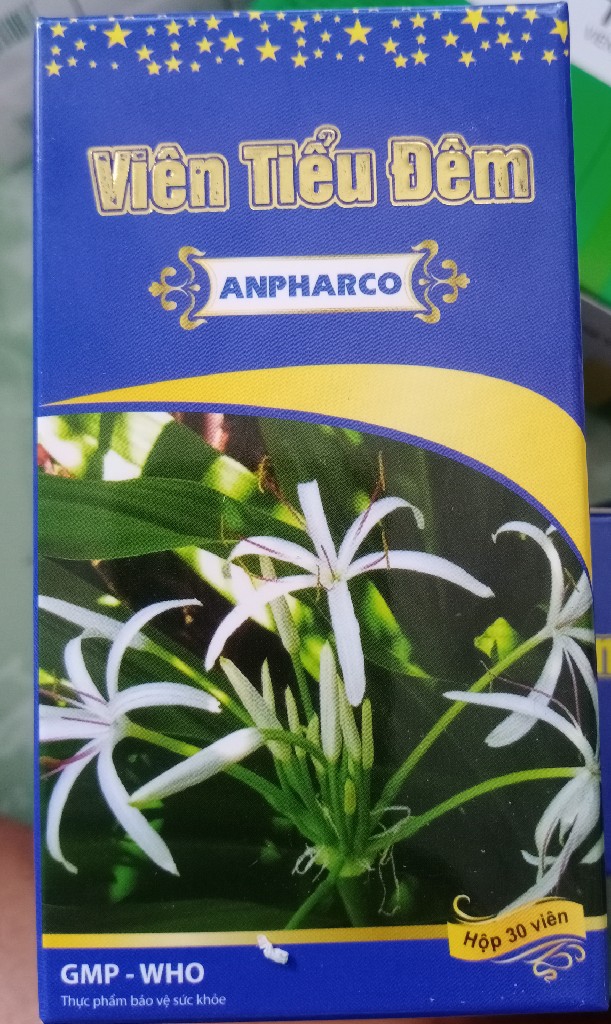 Viên Tiểu Đêm
ANPHARCO
Hộp 30 viên
GMP - WHO
Thực phẩm bảo vệ sức khỏe